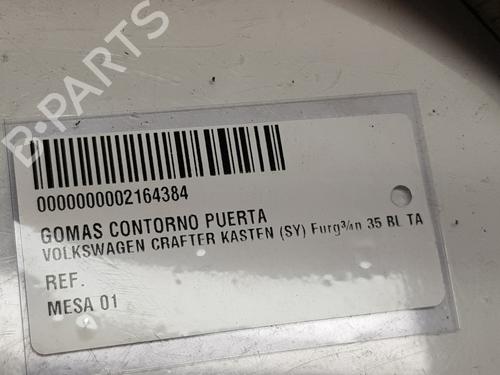 B-PARTS
0000000002164384
GOMAS CONTORNO PUERTA
VOLKSWAGEN CRAFTER KASTEN (SY) Furg¾n 35 BL TA
REF.
MESA 01